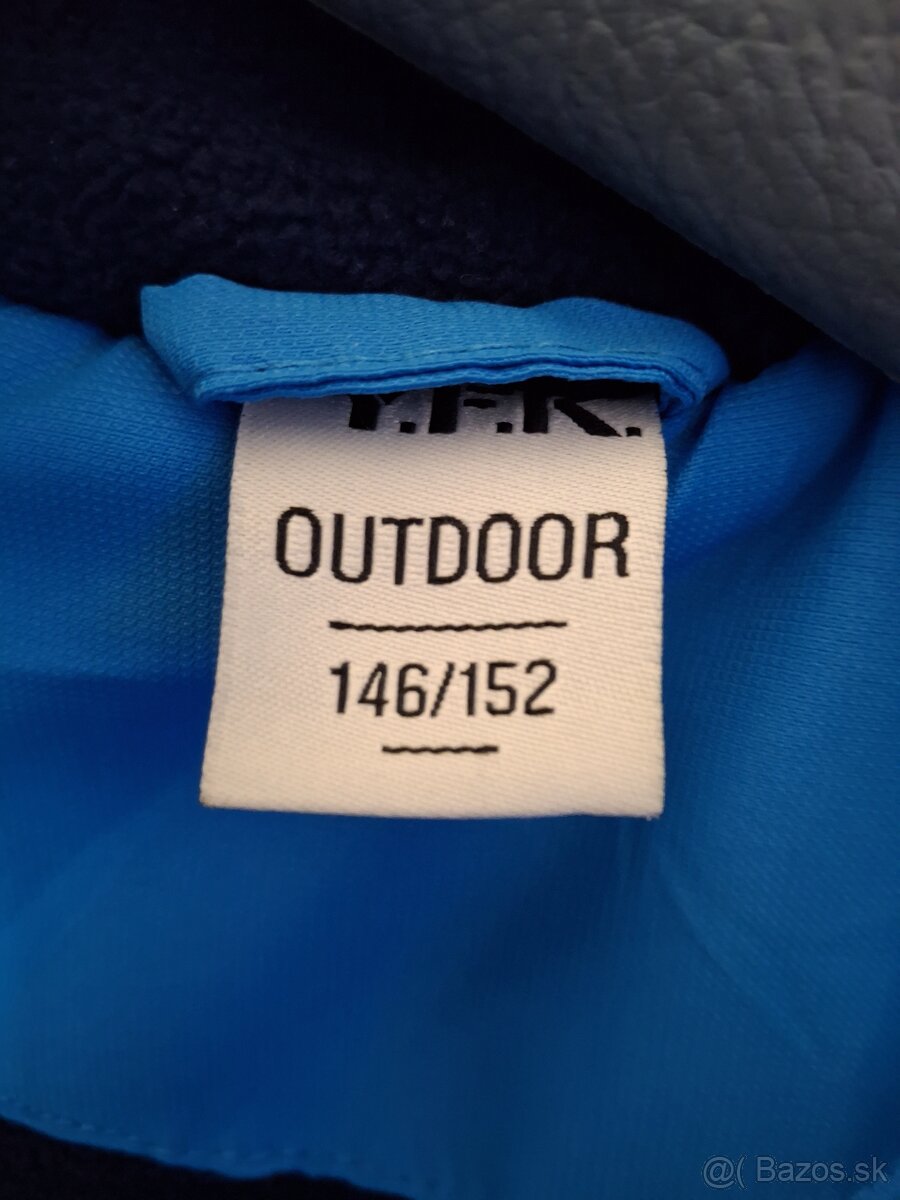 Y.F.K.
OUTDOOR
146/152
@( Bazos.sk